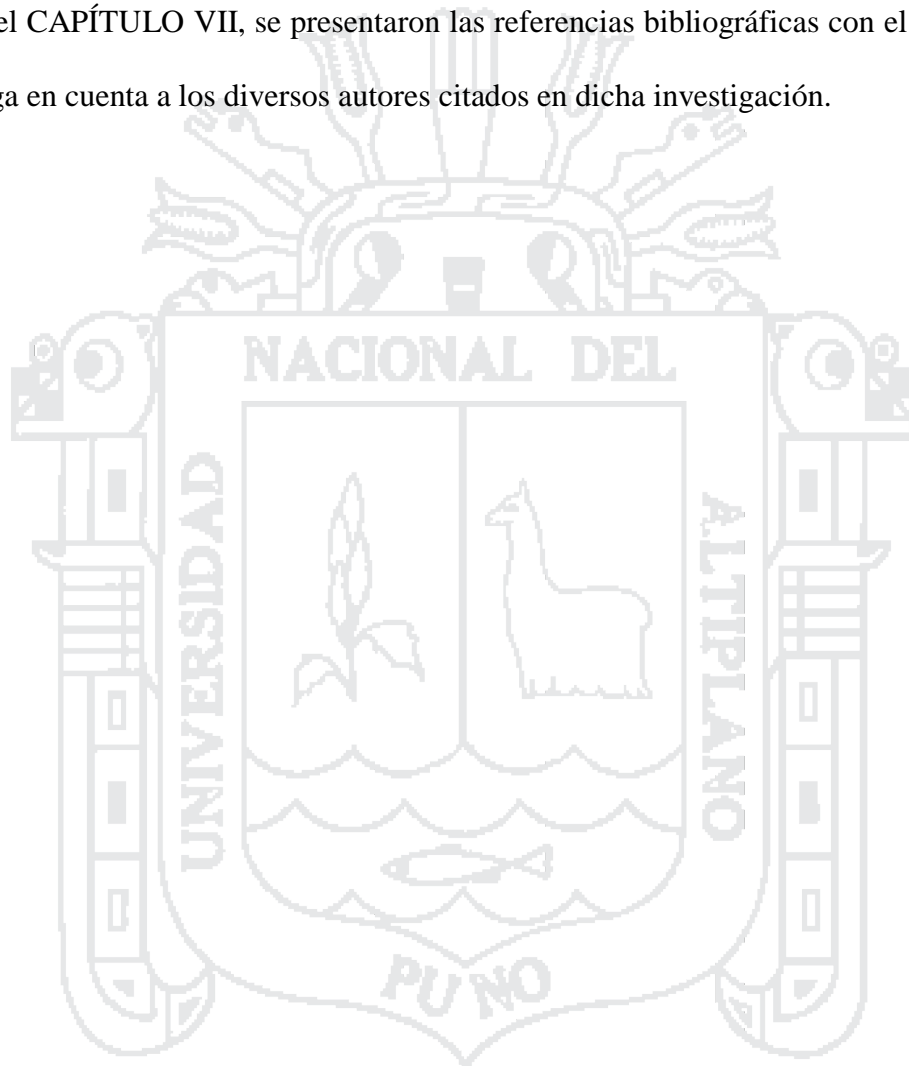 el CAPÍTULO VII, se presentaron las referencias bibliográficas con el
ga en cuenta a los diversos autores citados en dicha investigación.
NACIONAL DEL
UNIVERSIDAD
ALTIPLANO
PUNO